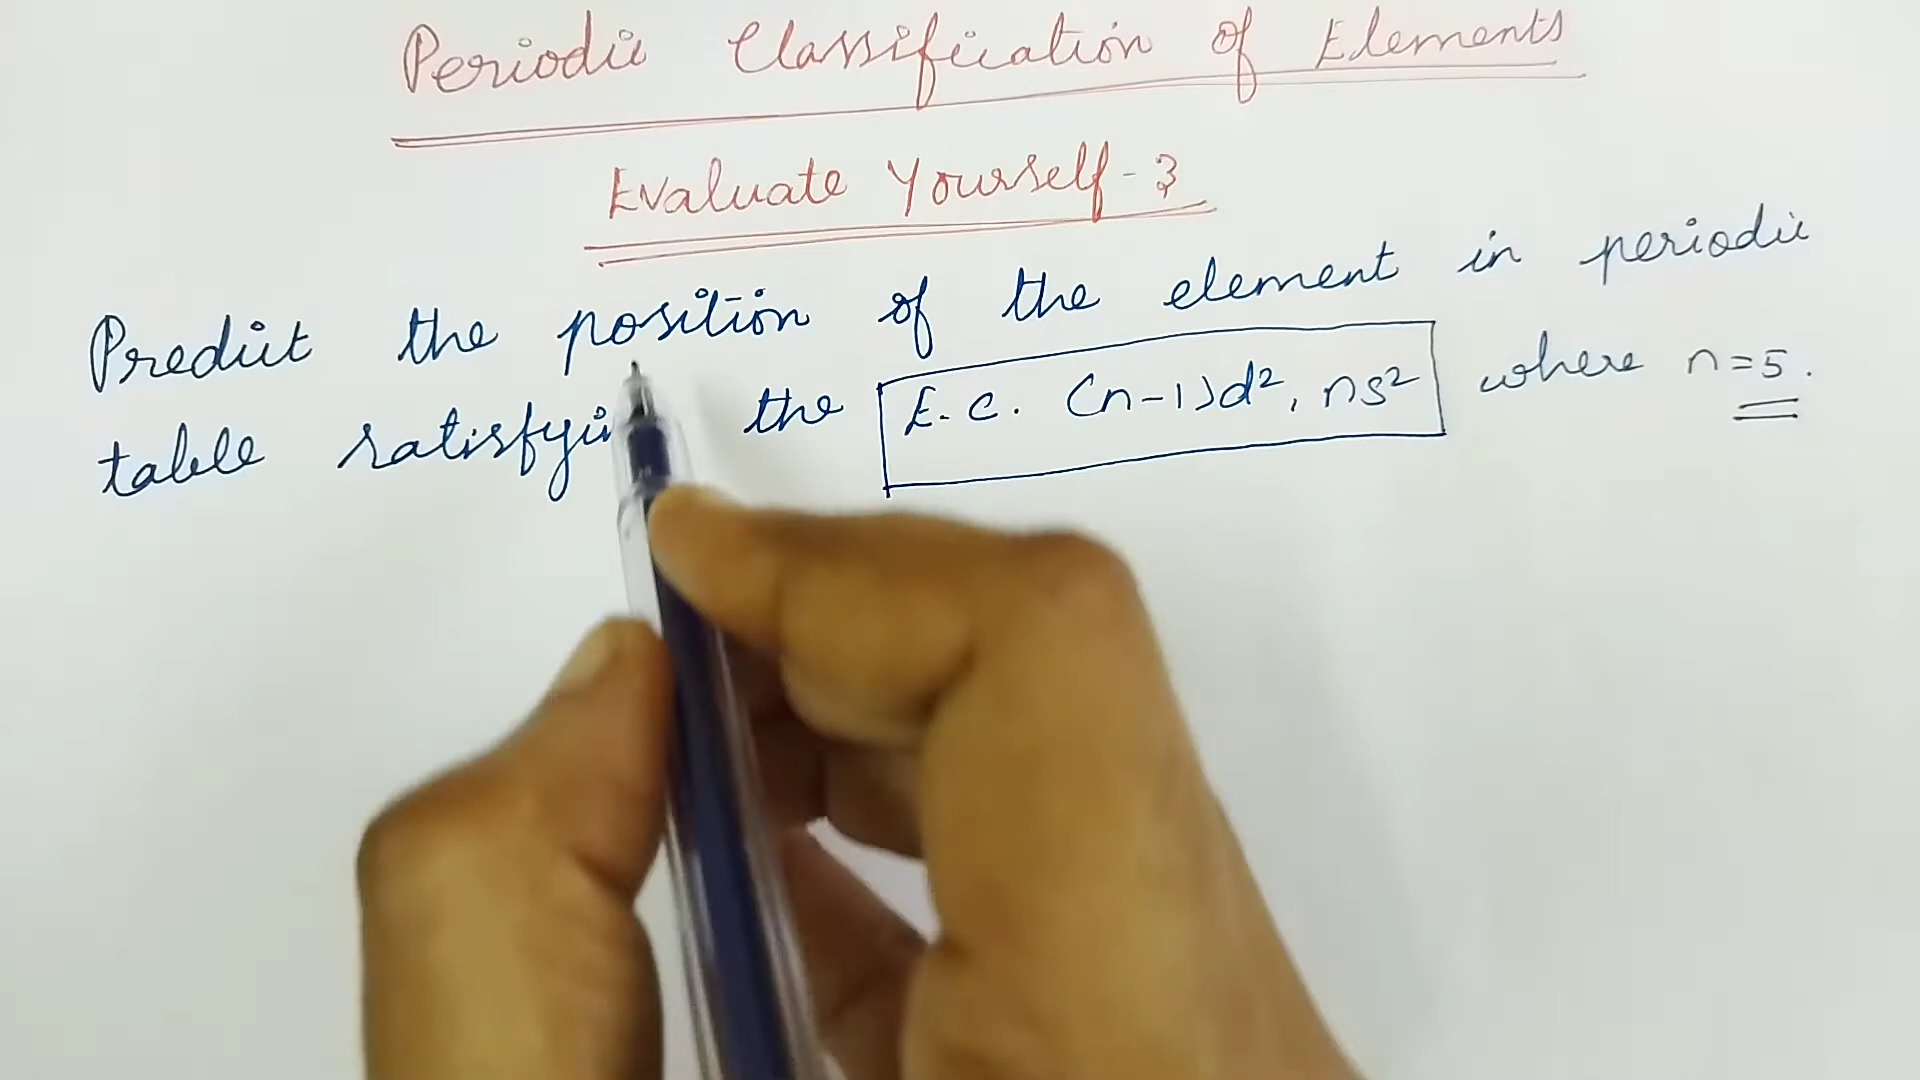 Periodic Classification of Elements
Evaluate Yourself-3
Predict the position of the element in periodic
table satisfyin the E.C. (n-1)d², ns² where n=5.